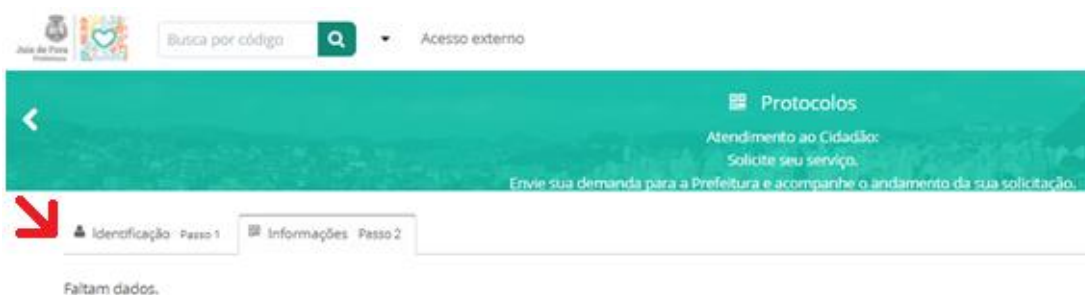 Juiz de Fora
Prefeitura
Busca por código
Acesso externo
Protocolos
Atendimento ao Cidadão:
Solicite seu serviço.
Envie sua demanda para a Prefeitura e acompanhe o andamento da sua solicitação.
Identificação Passo 1
Informações Passo 2
Faltam dados.